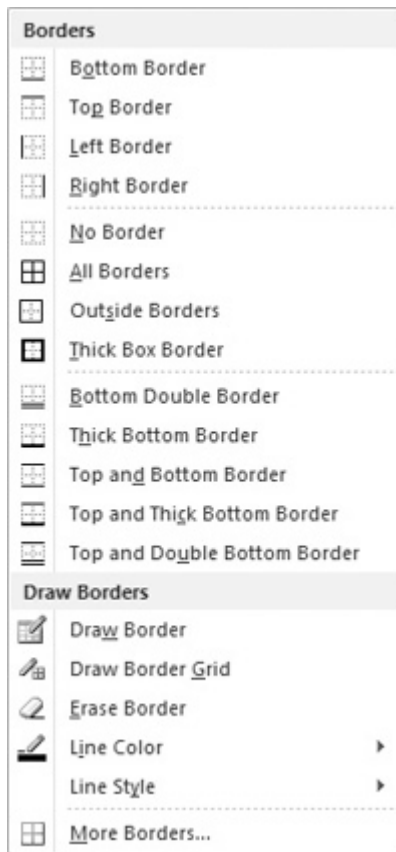 Borders
Bottom Border
Top Border
Left Border
Right Border
No Border
All Borders
Outside Borders
Thick Box Border
Bottom Double Border
Thick Bottom Border
Top and Bottom Border
Top and Thick Bottom Border
Top and Double Bottom Border
Draw Borders
Draw Border
Draw Border Grid
Erase Border
Line Color
Line Style
More Borders...